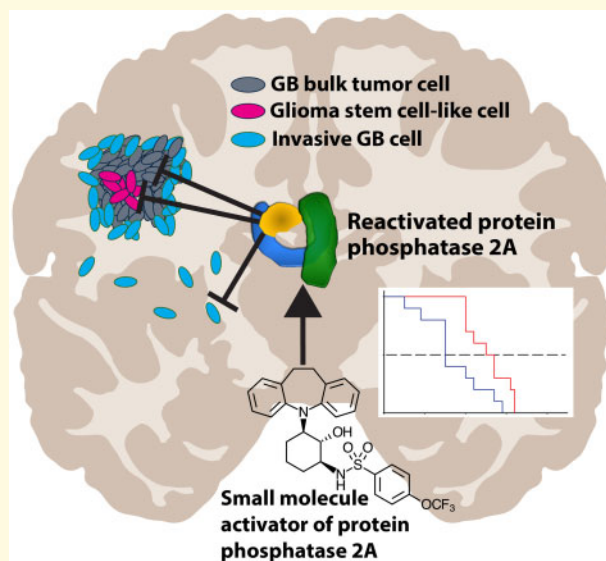 GB bulk tumor cell
Glioma stem cell-like cell
Invasive GB cell
Reactivated protein
phosphatase 2A
N
OH
O O
S
NH
OCF₃
Small molecule
activator of protein
phosphatase 2A